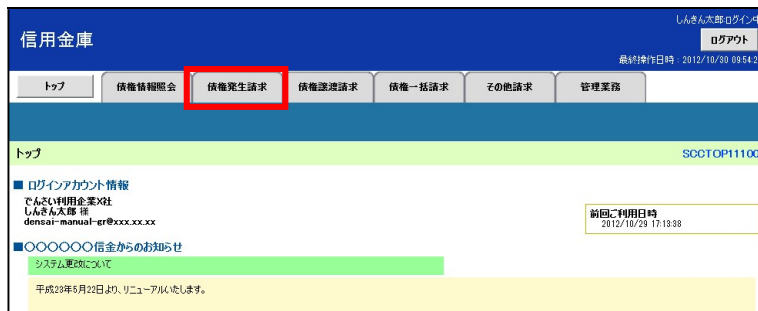 しんきん太郎ログイン中
信用金庫
ログアウト
最終操作日時：2012/10/30 09:54:2
トップ 債権情報照会 債権発生請求 債権譲渡請求 債権一括請求 その他請求 管理業務
トップ SCCTOP11100
■ ログインアカウント情報
でんさい利用企業X社
しんきん太郎 様
densai-manual-gr@xxx.xx.xx
前回ご利用日時
2012/10/29 17:13:38
■〇〇〇〇〇〇信金からのお知らせ
システム更改について
平成23年5月22日より、リニューアルいたします。